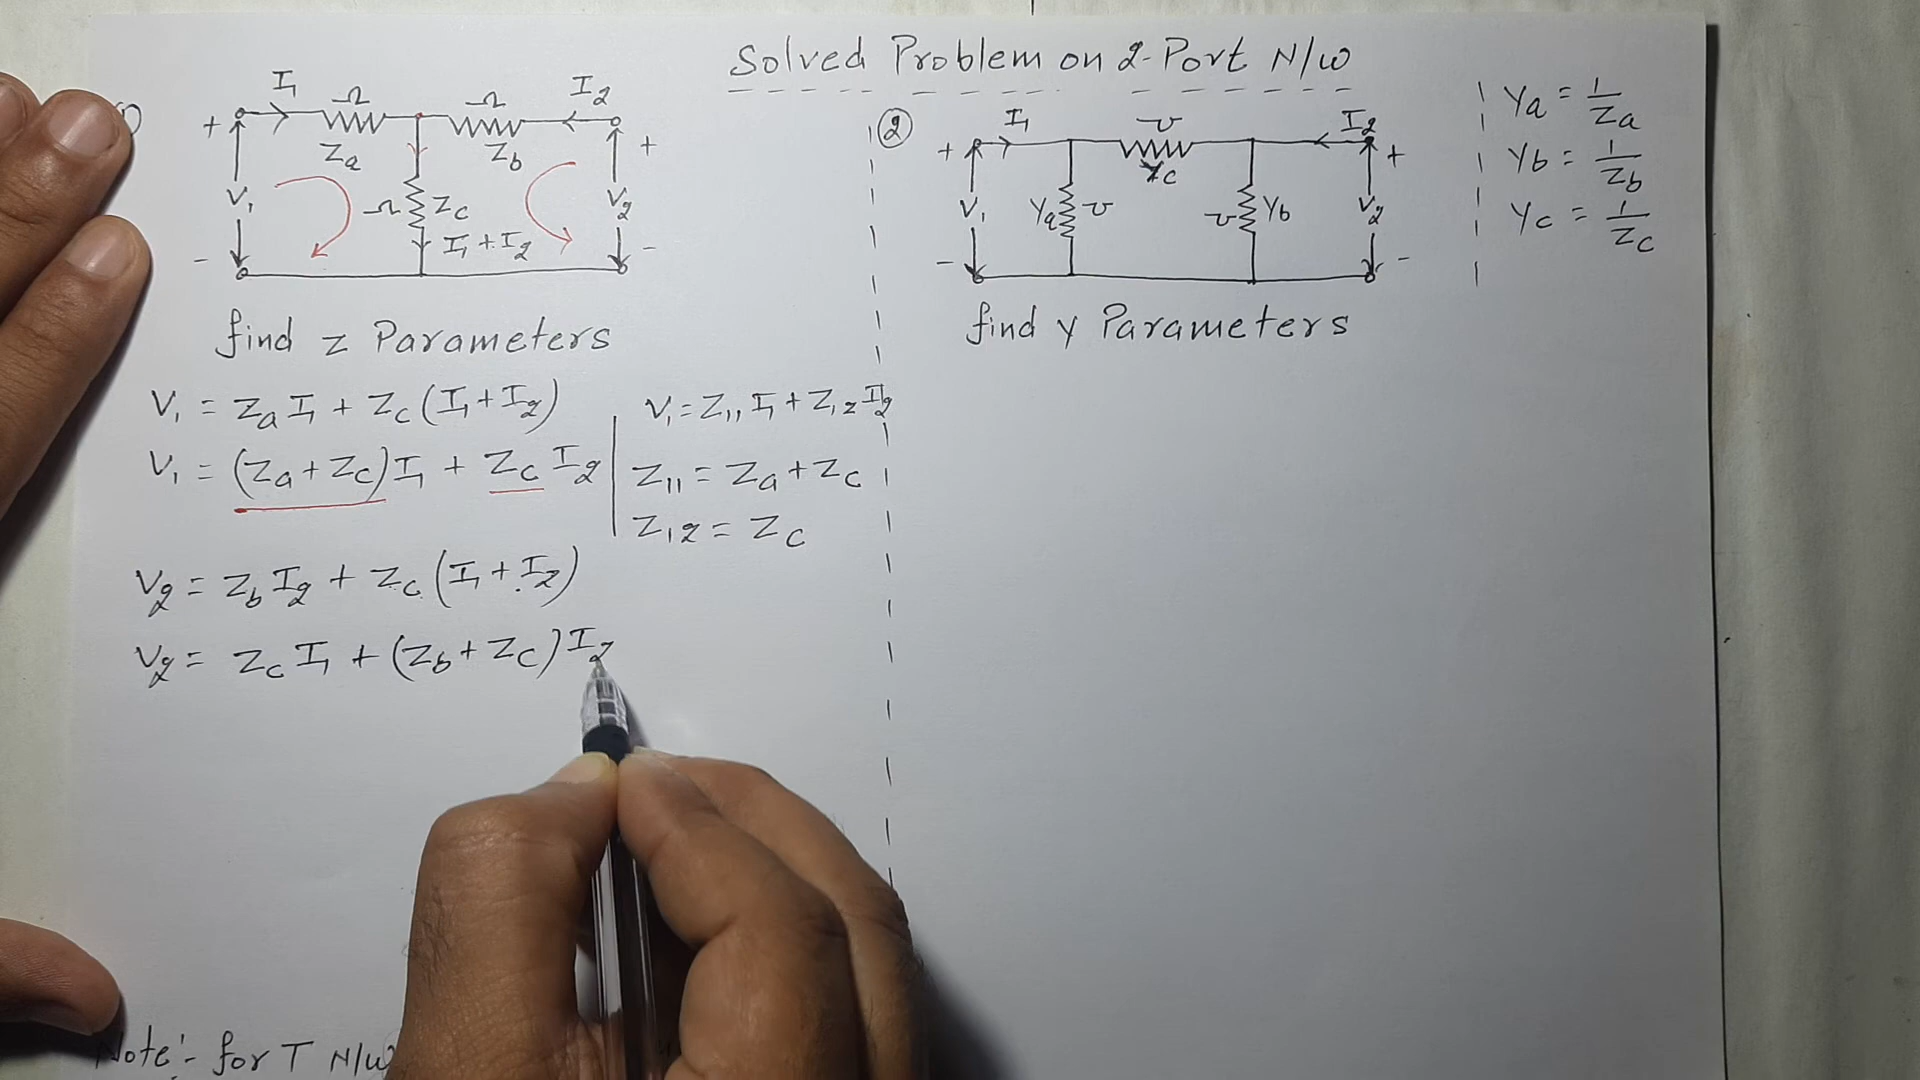 Solved Problem on 2-Port N/W
I₁ Ω Ω I₂
+ Za Zb +
V₁ Ω Zc V₂
- I₁ + I₂ -
find z Parameters
V₁ = Za I₁ + Zc (I₁ + I₂)
V₁ = (Za + Zc) I₁ + Zc I₂
V₁ = Z₁₁ I₁ + Z₁₂ I₂
Z₁₁ = Za + Zc
Z₁₂ = Zc
V₂ = Zb I₂ + Zc (I₁ + I₂)
V₂ = Zc I₁ + (Zb + Zc) I₂
Note:- for T N/W
②
I₁ ℧ I₂
+ Yc +
V₁ Ya ℧ ℧ Yb V₂
- -
find y Parameters
Ya = 1/Za
Yb = 1/Zb
Yc = 1/Zc